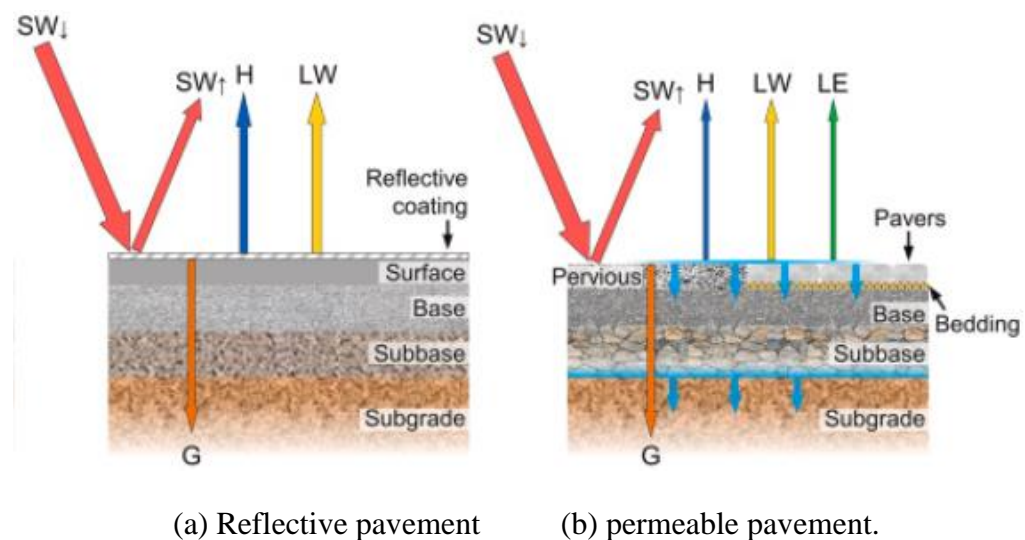 SW↓
SW↑ H LW
Reflective
coating
Surface
Base
Subbase
Subgrade
G
SW↓
SW↑ H LW LE
Pavers
Pervious
Base
Bedding
Subbase
Subgrade
G
(a) Reflective pavement (b) permeable pavement.